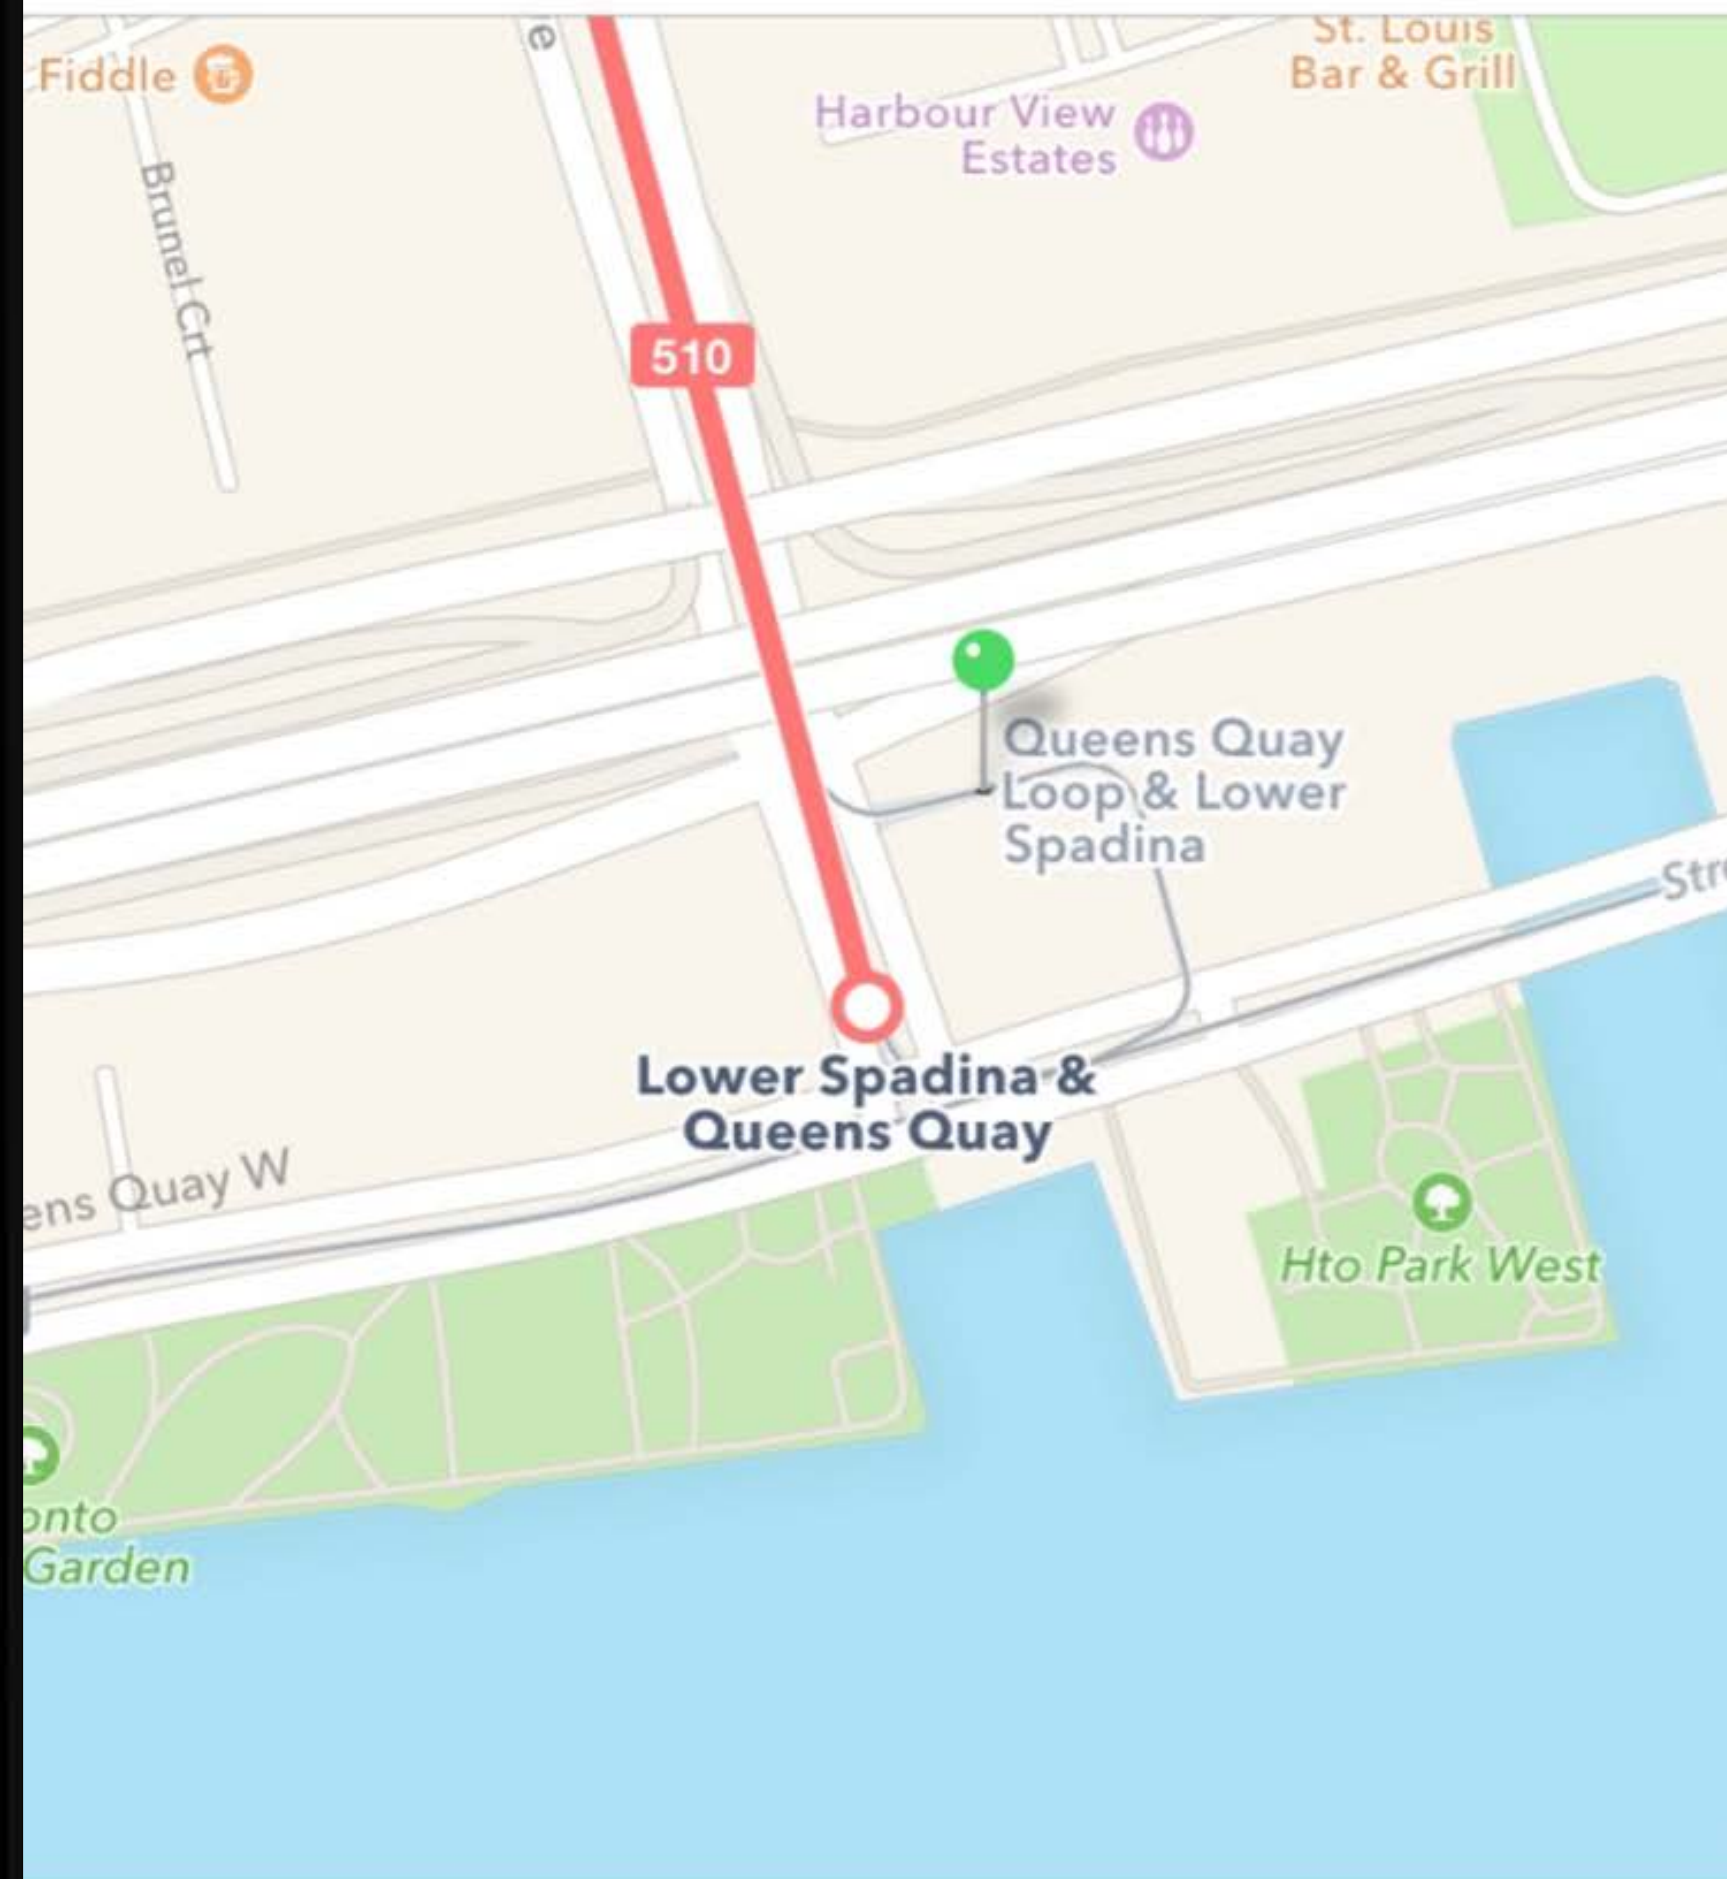 St. Louis
Bar & Grill
Fiddle
Harbour View
Estates
Brunel Crt
510
Queens Quay
Loop & Lower
Spadina
Lower Spadina &
Queens Quay
ens Quay W
Hto Park West
onto
Garden